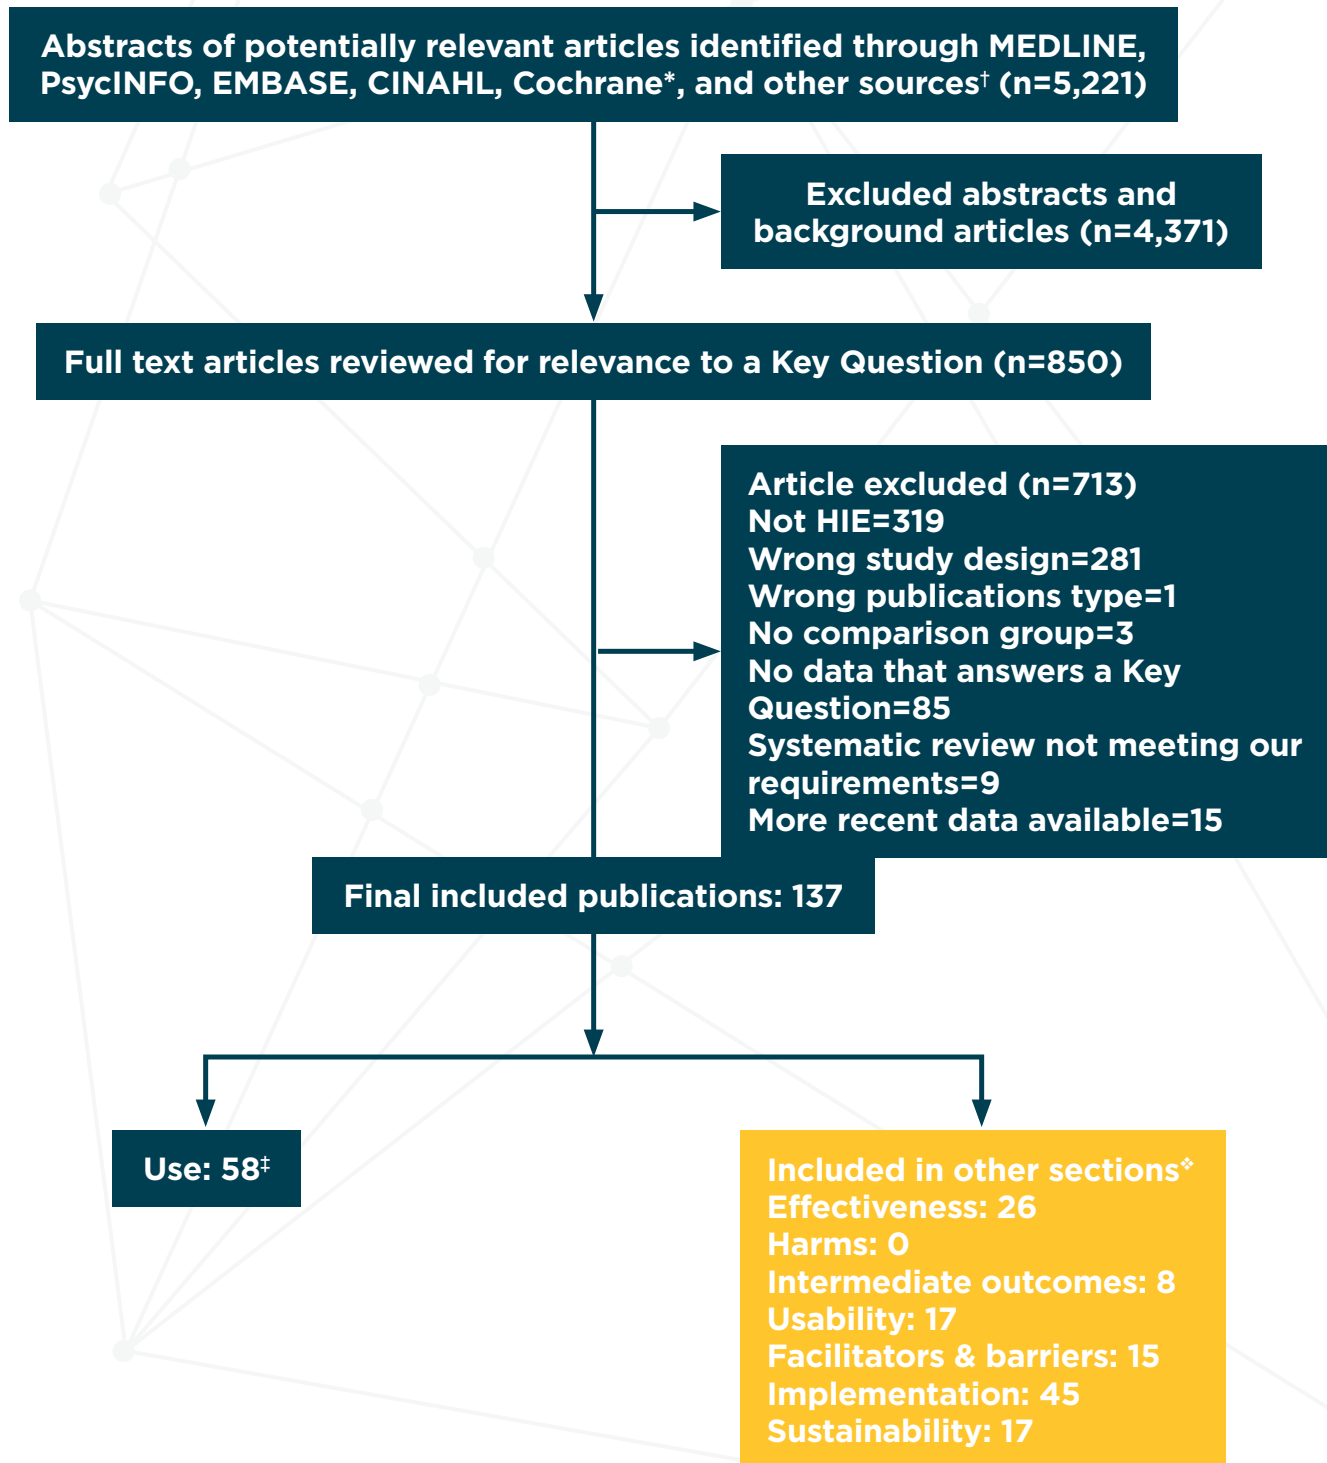 Abstracts of potentially relevant articles identified through MEDLINE,
PsycINFO, EMBASE, CINAHL, Cochrane*, and other sources† (n=5,221)
Excluded abstracts and
background articles (n=4,371)
Full text articles reviewed for relevance to a Key Question (n=850)
Article excluded (n=713)
Not HIE=319
Wrong study design=281
Wrong publications type=1
No comparison group=3
No data that answers a Key
Question=85
Systematic review not meeting our
requirements=9
More recent data available=15
Final included publications: 137
Use: 58‡
Included in other sections❖
Effectiveness: 26
Harms: 0
Intermediate outcomes: 8
Usability: 17
Facilitators & barriers: 15
Implementation: 45
Sustainability: 17